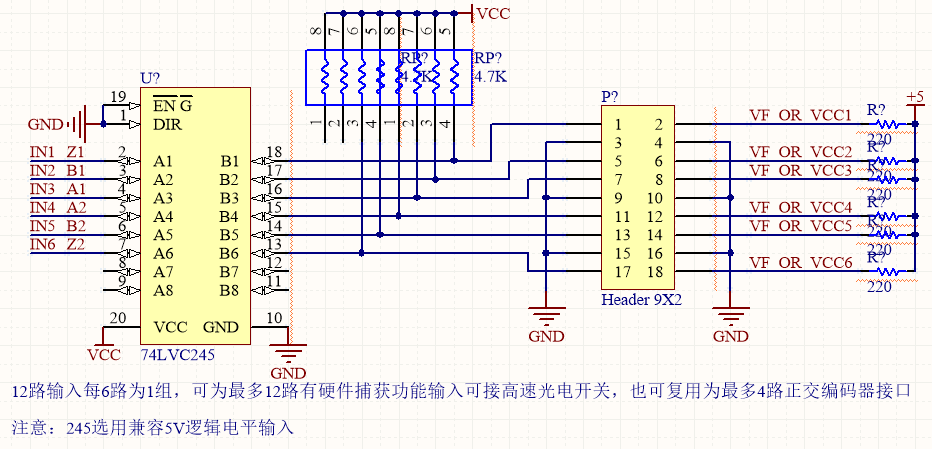 8 7 6 5 8 7 6 5
VCC
RP?
4.7K
RP?
4.7K
1 2 3 4 1 2 3 4
U?
19 EN G
GND 1 DIR
IN1 Z1 2 A1 B1 18
IN2 B1 3 A2 B2 17
IN3 A1 4 A3 B3 16
IN4 A2 5 A4 B4 15
IN5 B2 6 A5 B5 14
IN6 Z2 7 A6 B6 13
8 A7 B7 12
9 A8 B8 11
20 VCC GND 10
VCC
74LVC245
GND
P?
1 2
3 4
5 6
7 8
9 10
11 12
13 14
15 16
17 18
Header 9X2
GND
GND
+5
VF OR VCC1 R? 220
VF OR VCC2 R? 220
VF OR VCC3 R? 220
VF OR VCC4 R? 220
VF OR VCC5 R? 220
VF OR VCC6 R? 220
12路输入每6路为1组，可为最多12路有硬件捕获功能输入可接高速光电开关，也可复用为最多4路正交编码器接口
注意：245选用兼容5V逻辑电平输入